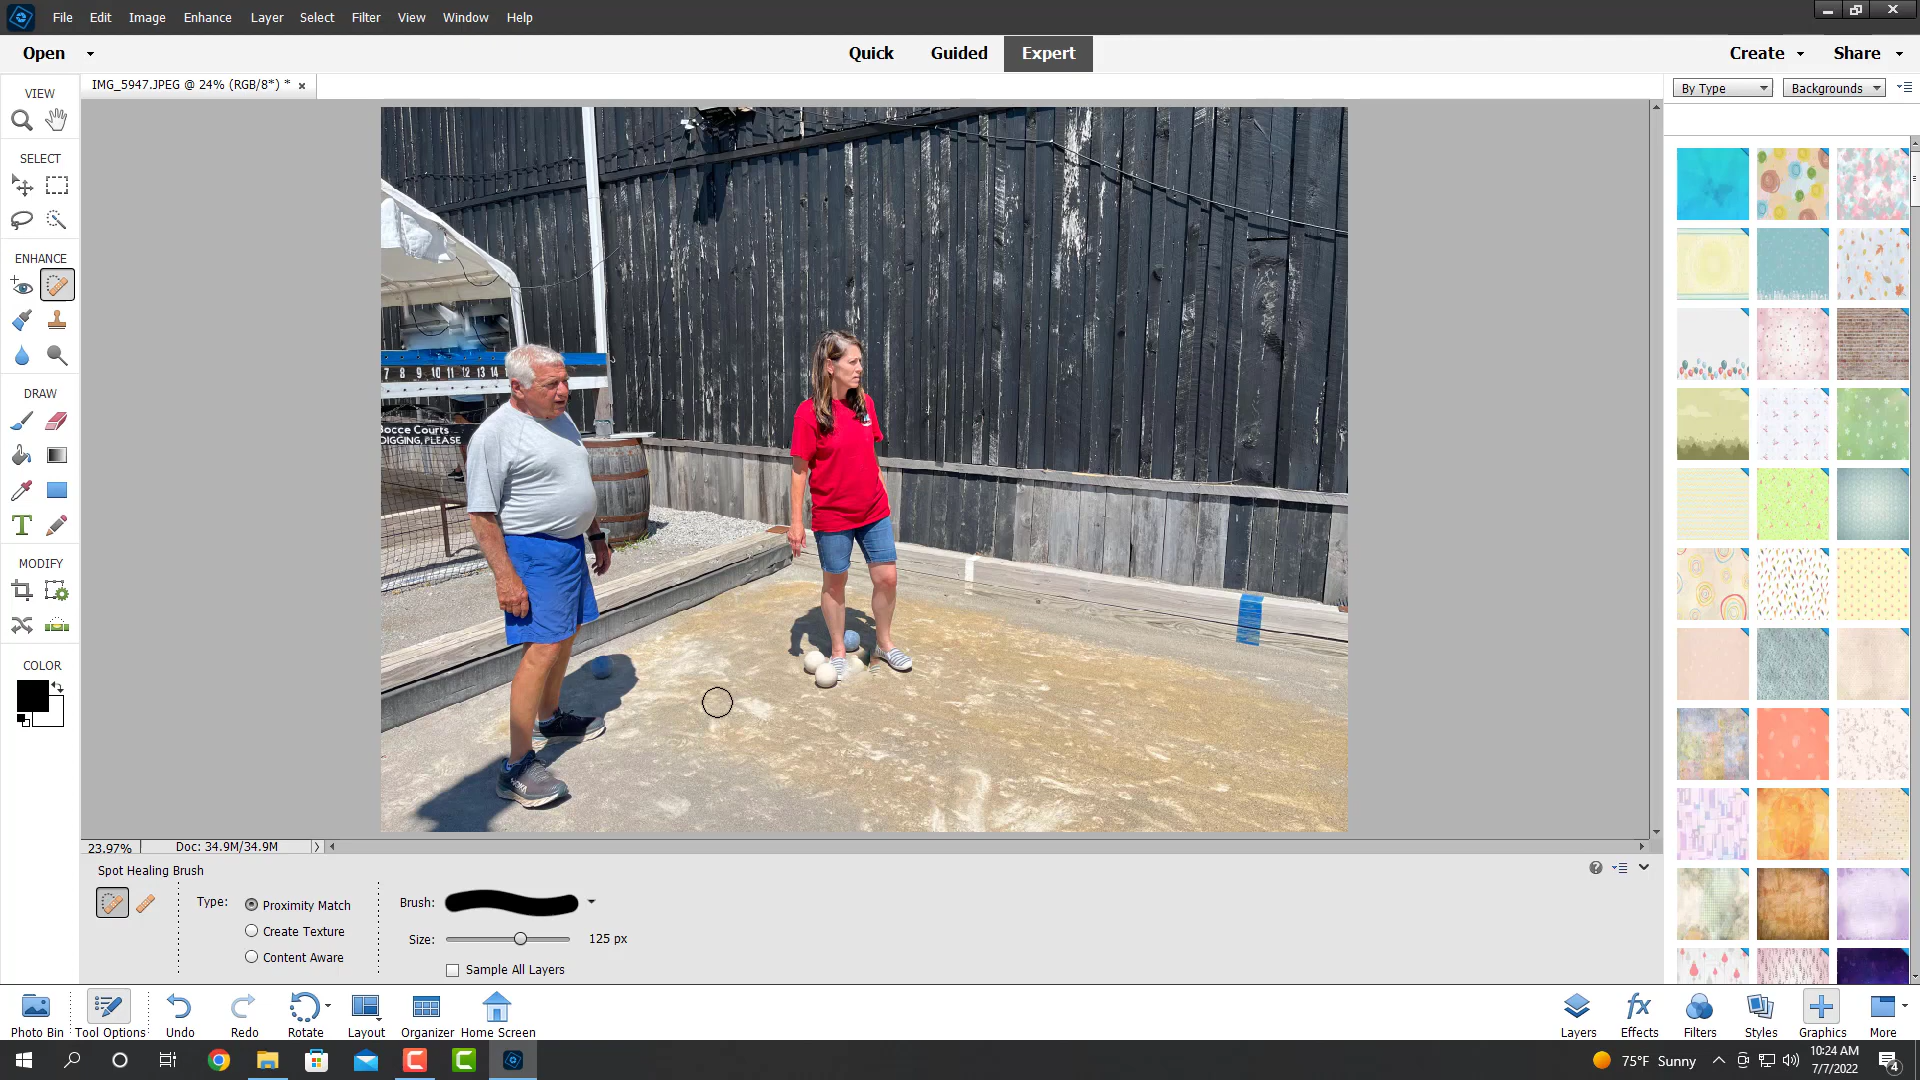 File Edit Image Enhance Layer Select Filter View Window Help
Open Quick Guided Expert Create Share
IMG_5947.JPEG @ 24% (RGB/8*) * x
By Type Backgrounds
VIEW
SELECT
ENHANCE
DRAW
MODIFY
COLOR
7 8 9 10 11 12 13 14
Bocce Courts
DIGGING, PLEASE
HOKA
23.97% Doc: 34.9M/34.9M
Spot Healing Brush
Type: Proximity Match
Create Texture
Content Aware
Brush:
Size: 125 px
Sample All Layers
Photo Bin Tool Options Undo Redo Rotate Layout Organizer Home Screen
Layers Effects Filters Styles Graphics More
75°F Sunny
10:24 AM
7/7/2022
4